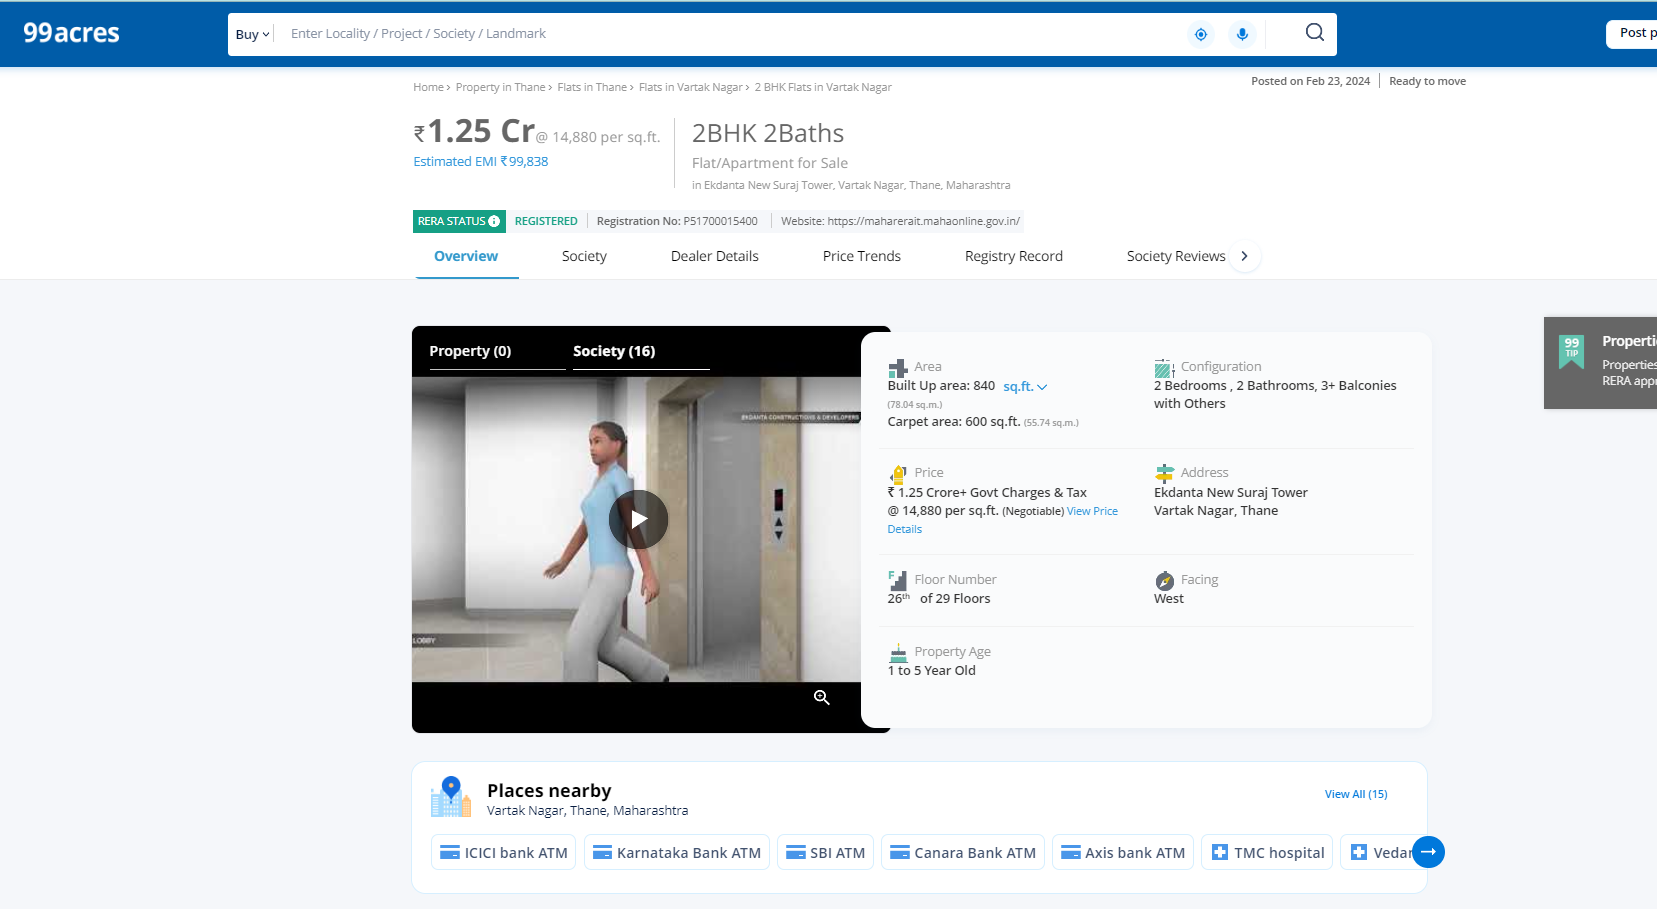 99acres
Buy
Enter Locality / Project / Society / Landmark
Post
Home › Property in Thane › Flats in Thane › Flats in Vartak Nagar › 2 BHK Flats in Vartak Nagar
Posted on Feb 23, 2024 | Ready to move
₹1.25 Cr@ 14,880 per sq.ft.
Estimated EMI ₹99,838
2BHK 2Baths
Flat/Apartment for Sale
in Ekdanta New Suraj Tower, Vartak Nagar, Thane, Maharashtra
RERA STATUS REGISTERED | Registration No: P51700015400 | Website: https://maharerait.mahaonline.gov.in/
Overview Society Dealer Details Price Trends Registry Record Society Reviews
Property (0) Society (16)
EKDANTA CONSTRUCTIONS & DEVELOPERS
LOBBY
Area
Built Up area: 840 sq.ft.
(78.04 sq.m.)
Carpet area: 600 sq.ft. (55.74 sq.m.)
Configuration
2 Bedrooms , 2 Bathrooms, 3+ Balconies
with Others
Price
₹ 1.25 Crore+ Govt Charges & Tax
@ 14,880 per sq.ft. (Negotiable) View Price
Details
Address
Ekdanta New Suraj Tower
Vartak Nagar, Thane
F
Floor Number
26th of 29 Floors
Facing
West
Property Age
1 to 5 Year Old
99
TIP
Properti
Properties
RERA appr
Places nearby
Vartak Nagar, Thane, Maharashtra
View All (15)
ICICI bank ATM
Karnataka Bank ATM
SBI ATM
Canara Bank ATM
Axis bank ATM
TMC hospital
Vedan